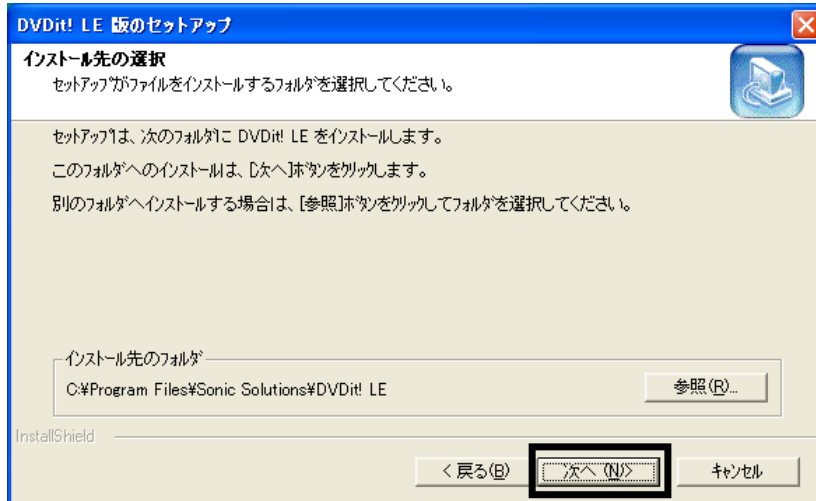 DVDit! LE 版のセットアップ
インストール先の選択
セットアップがファイルをインストールするフォルダを選択してください。
セットアップは、次のフォルダに DVDit! LE をインストールします。
このフォルダへのインストールは、[次へ]ボタンをクリックします。
別のフォルダへインストールする場合は、[参照]ボタンをクリックしてフォルダを選択してください。
インストール先のフォルダ
C:¥Program Files¥Sonic Solutions¥DVDit! LE
参照(R)...
InstallShield
< 戻る(B)
次へ (N)>
キャンセル